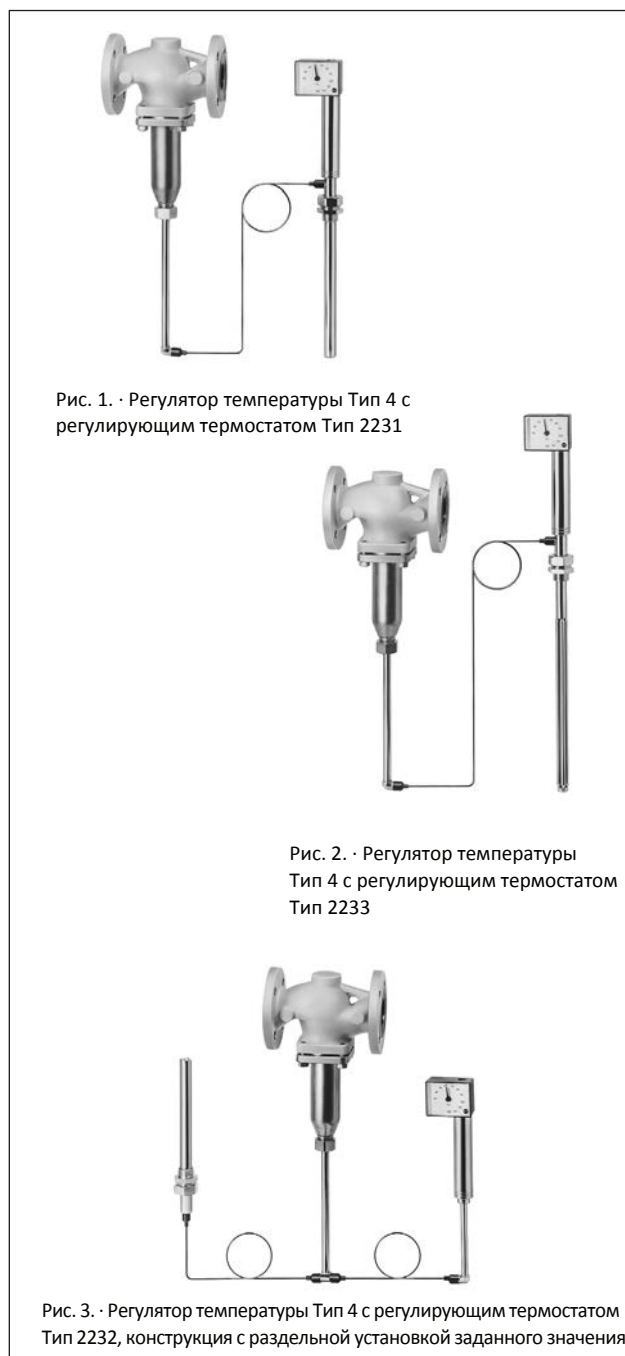 Рис. 1. · Регулятор температуры Тип 4 с
регулирующим термостатом Тип 2231
Рис. 2. · Регулятор температуры
Тип 4 с регулирующим термостатом
Тип 2233
Рис. 3. · Регулятор температуры Тип 4 с регулирующим термостатом
Тип 2232, конструкция с раздельной установкой заданного значения